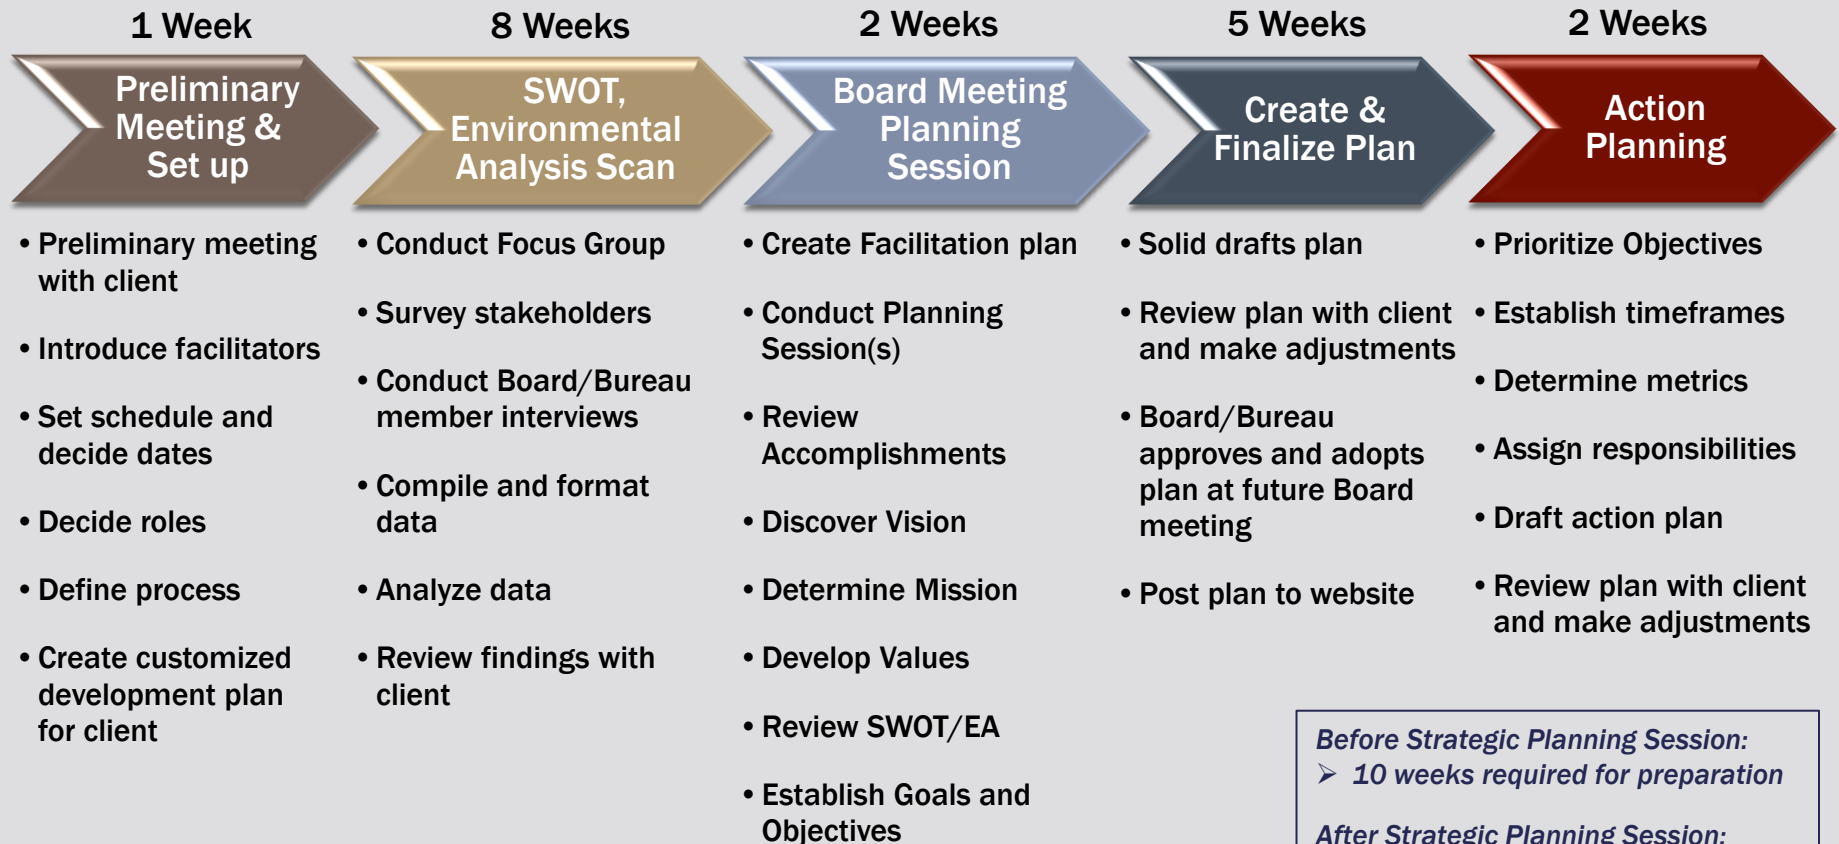 1 Week
Preliminary
Meeting &
Set up
• Preliminary meeting
with client
• Introduce facilitators
• Set schedule and
decide dates
• Decide roles
• Define process
• Create customized
development plan
for client
8 Weeks
SWOT,
Environmental
Analysis Scan
• Conduct Focus Group
• Survey stakeholders
• Conduct Board/Bureau
member interviews
• Compile and format
data
• Analyze data
• Review findings with
client
2 Weeks
Board Meeting
Planning
Session
• Create Facilitation plan
• Conduct Planning
Session(s)
• Review
Accomplishments
• Discover Vision
• Determine Mission
• Develop Values
• Review SWOT/EA
• Establish Goals and
Objectives
5 Weeks
Create &
Finalize Plan
• Solid drafts plan
• Review plan with client
and make adjustments
• Board/Bureau
approves and adopts
plan at future Board
meeting
• Post plan to website
2 Weeks
Action
Planning
• Prioritize Objectives
• Establish timeframes
• Determine metrics
• Assign responsibilities
• Draft action plan
• Review plan with client
and make adjustments
Before Strategic Planning Session:
➢ 10 weeks required for preparation
After Strategic Planning Session: